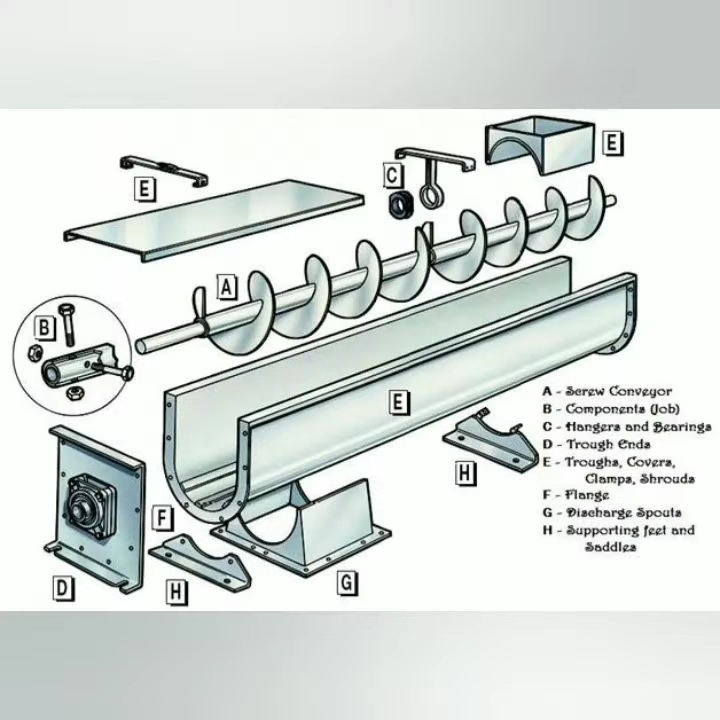 E
E
C
A
B
E
A - Screw Conveyor
B - Components (Job)
C - Hangers and Bearings
D - Trough Ends
E - Troughs, Covers,
Clamps, Shrouds
F - Flange
G - Discharge Spouts
H - Supporting feet and
Saddles
H
F
D
H
G